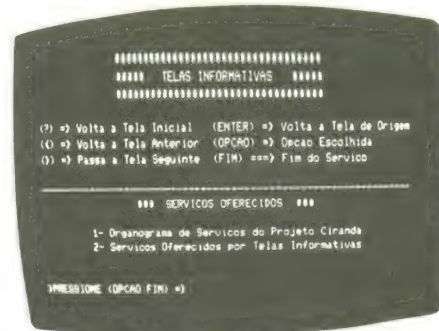 TELAS INFORMATIVAS
(?) =) Volta a Tela Inicial (ENTER) =) Volta a Tela de Origem
(() =) Volta a Tela Anterior (OPCAO) =) Opcao Escolhida
()) =) Passa a Tela Seguinte (FIM) ===) Fim do Servico
SERVICOS OFERECIDOS
1- Organograma de Servicos do Projeto Ciranda
2- Servicos Oferecidos por Telas Informativas
)PRESSIONE (OPCAO FIM) =)